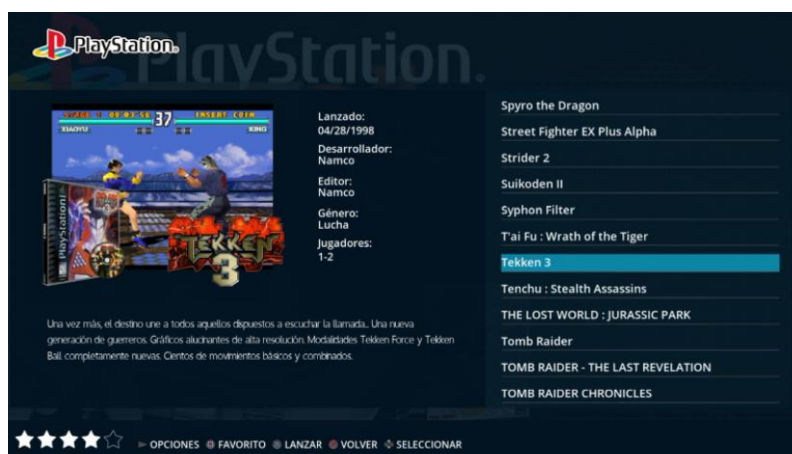 PlayStation
PlayStation.
STAGE 4 00'03"56 37 INSERT COIN
XIAOYU KING
PlayStation
TEKKEN
3
Lanzado:
04/28/1998
Desarrollador:
Namco
Editor:
Namco
Género:
Lucha
Jugadores:
1-2
Una vez más, el destino une a todos aquellos dispuestos a escuchar la llamada... Una nueva
generación de guerreros. Gráficos alucinantes de alta resolución. Modalidades Tekken Force y Tekken
Ball completamente nuevas. Cientos de movimientos básicos y combinados.
Spyro the Dragon
Street Fighter EX Plus Alpha
Strider 2
Suikoden II
Syphon Filter
T'ai Fu : Wrath of the Tiger
Tekken 3
Tenchu : Stealth Assassins
THE LOST WORLD : JURASSIC PARK
Tomb Raider
TOMB RAIDER - THE LAST REVELATION
TOMB RAIDER CHRONICLES
OPCIONES FAVORITO LANZAR VOLVER SELECCIONAR